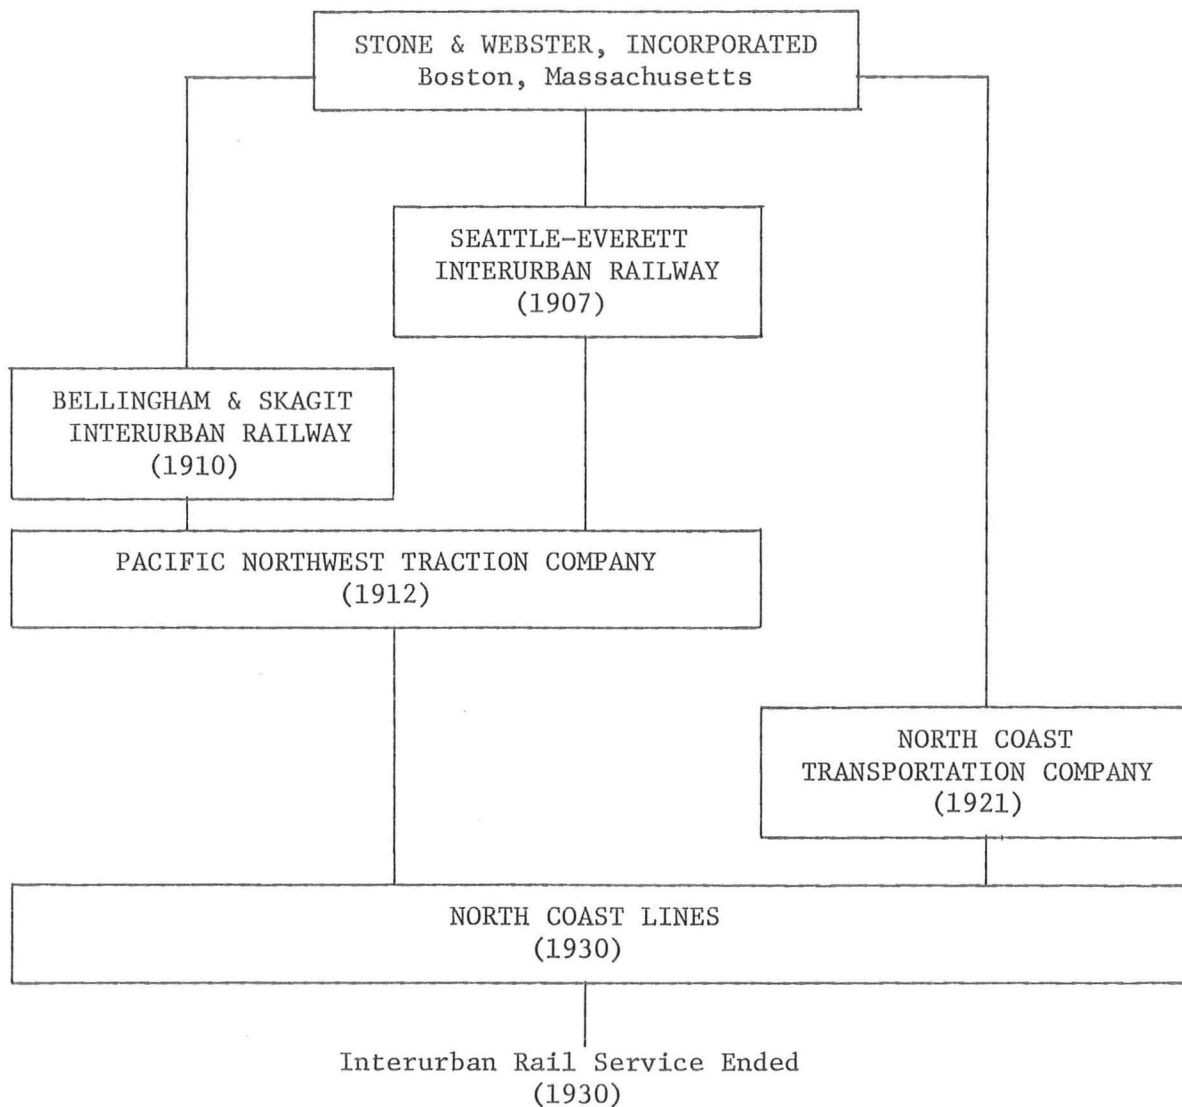 STONE & WEBSTER, INCORPORATED
Boston, Massachusetts
SEATTLE-EVERETT
INTERURBAN RAILWAY
(1907)
BELLINGHAM & SKAGIT
INTERURBAN RAILWAY
(1910)
PACIFIC NORTHWEST TRACTION COMPANY
(1912)
NORTH COAST
TRANSPORTATION COMPANY
(1921)
NORTH COAST LINES
(1930)
Interurban Rail Service Ended
(1930)